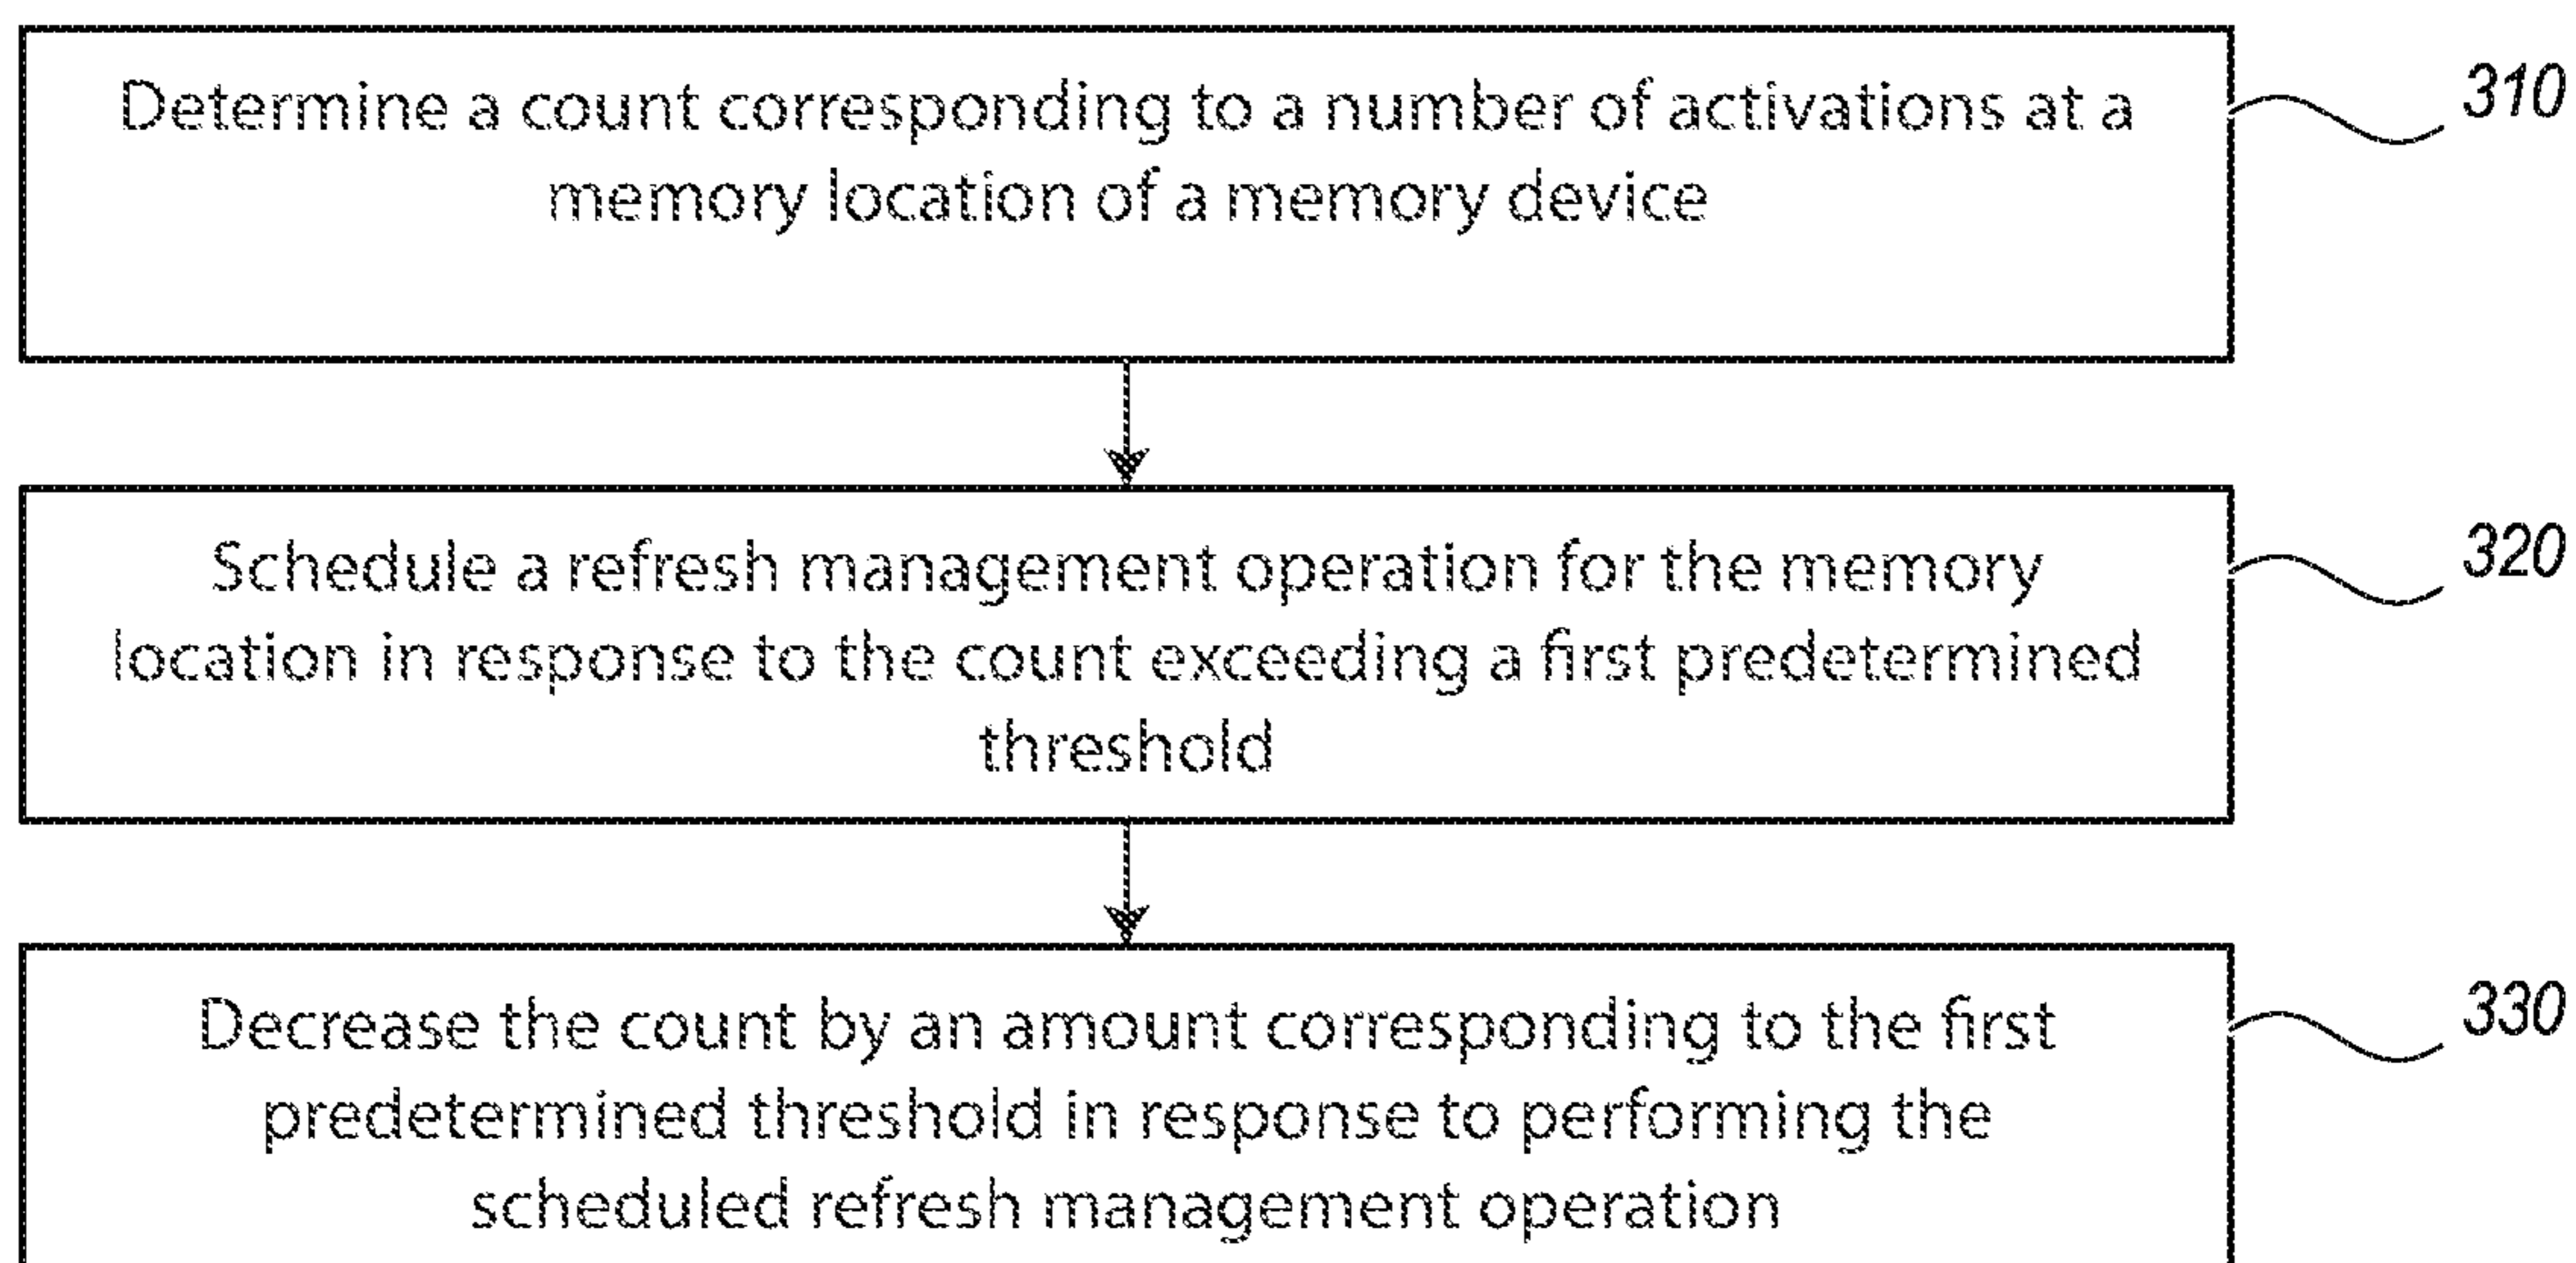 Determine a count corresponding to a number of activations at a
memory location of a memory device
310
Schedule a refresh management operation for the memory
location in response to the count exceeding a first predetermined
threshold
320
Decrease the count by an amount corresponding to the first
predetermined threshold in response to performing the
scheduled refresh management operation
330